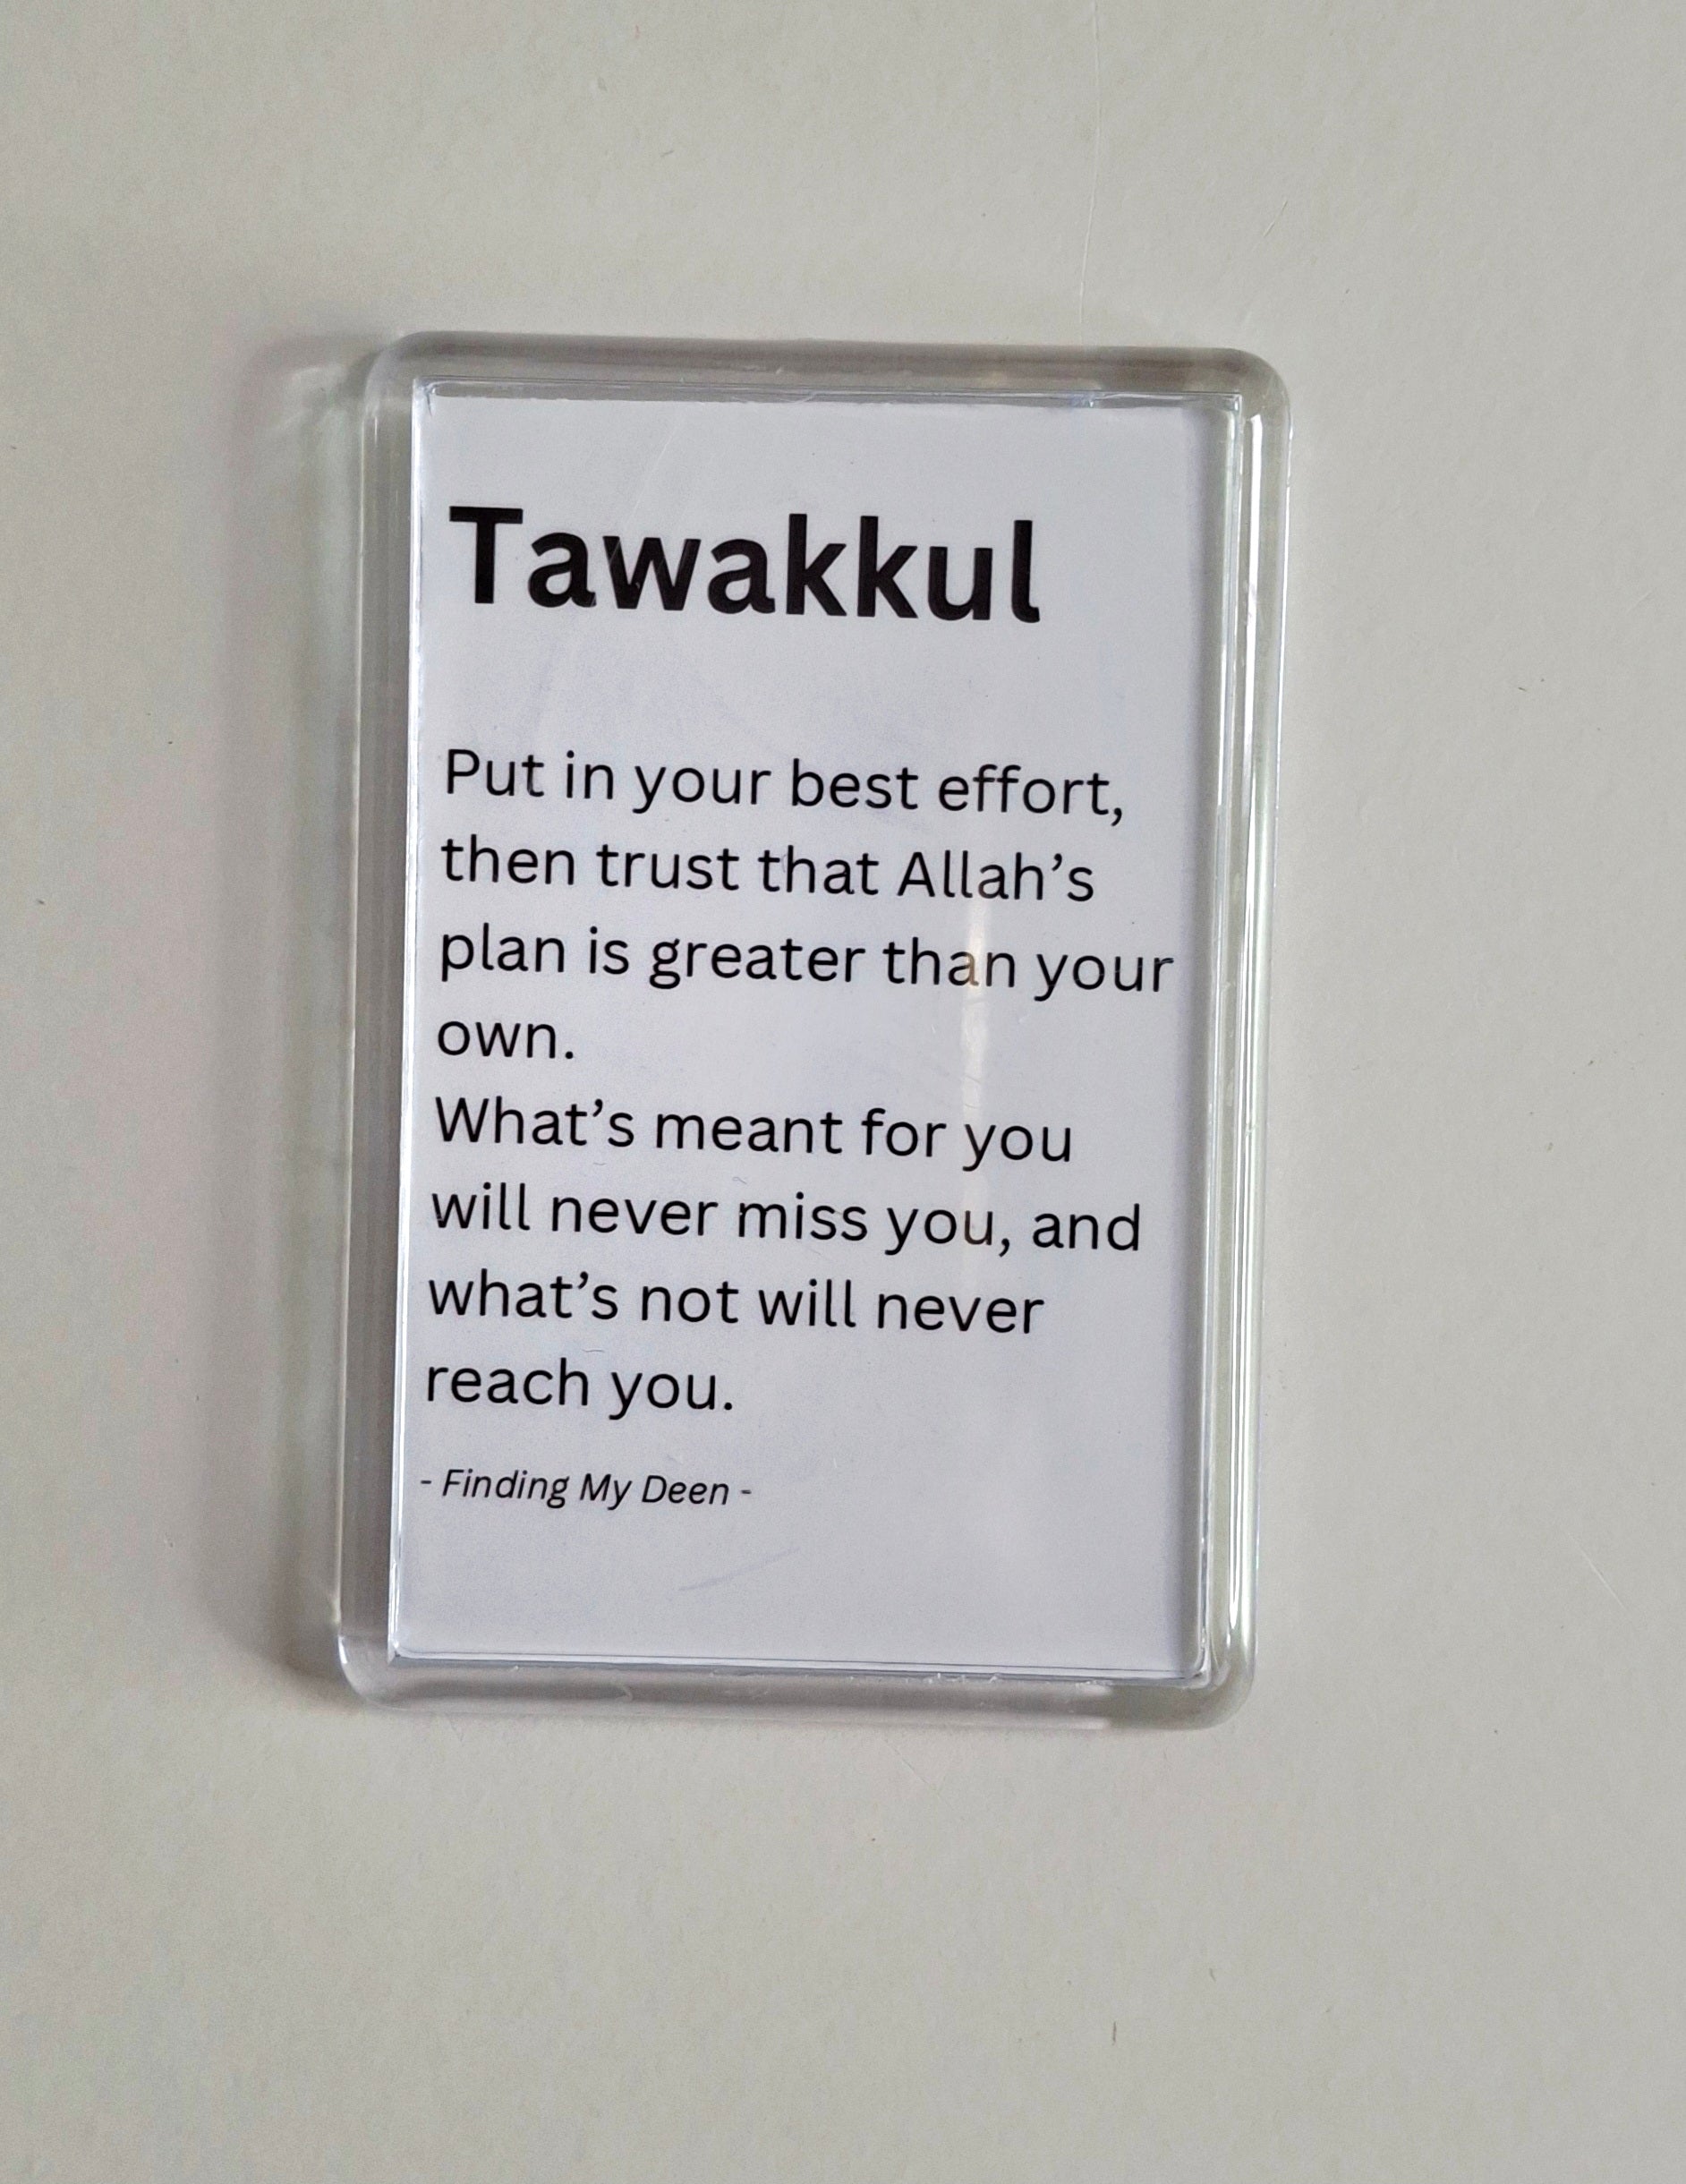 Tawakkul
Put in your best effort,
then trust that Allah’s
plan is greater than your
own.
What’s meant for you
will never miss you, and
what’s not will never
reach you.
- Finding My Deen -